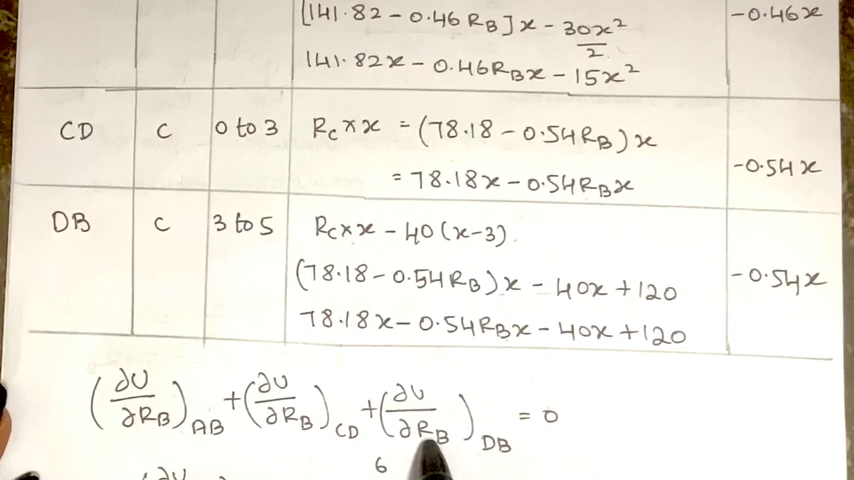 [141.82 - 0.46 RB] x - 30x²/2
-0.46x
141.82x - 0.46RBx - 15x²
CD C 0 to 3 Rc × x = (78.18 - 0.54RB)x
= 78.18x - 0.54RBx
-0.54x
DB C 3 to 5 Rc × x - 40(x-3).
(78.18 - 0.54RB)x - 40x + 120
-0.54x
78.18x - 0.54RBx - 40x + 120
(∂U/∂RB)AB + (∂U/∂RB)CD + (∂U/∂RB)DB = 0
6
(∂U